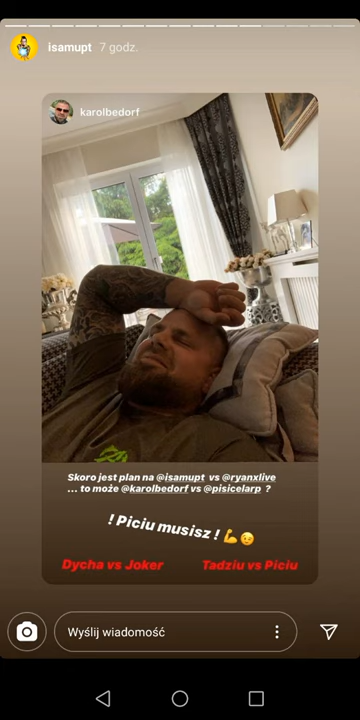 isamupt 7 godz.
karolbedorf
Skoro jest plan na @isamupt vs @ryanxlive
... to może @karolbedorf vs @pisicelarp ?
! Piciu musisz ! 💪😉
Dycha vs Joker Tadziu vs Piciu
Wyślij wiadomość